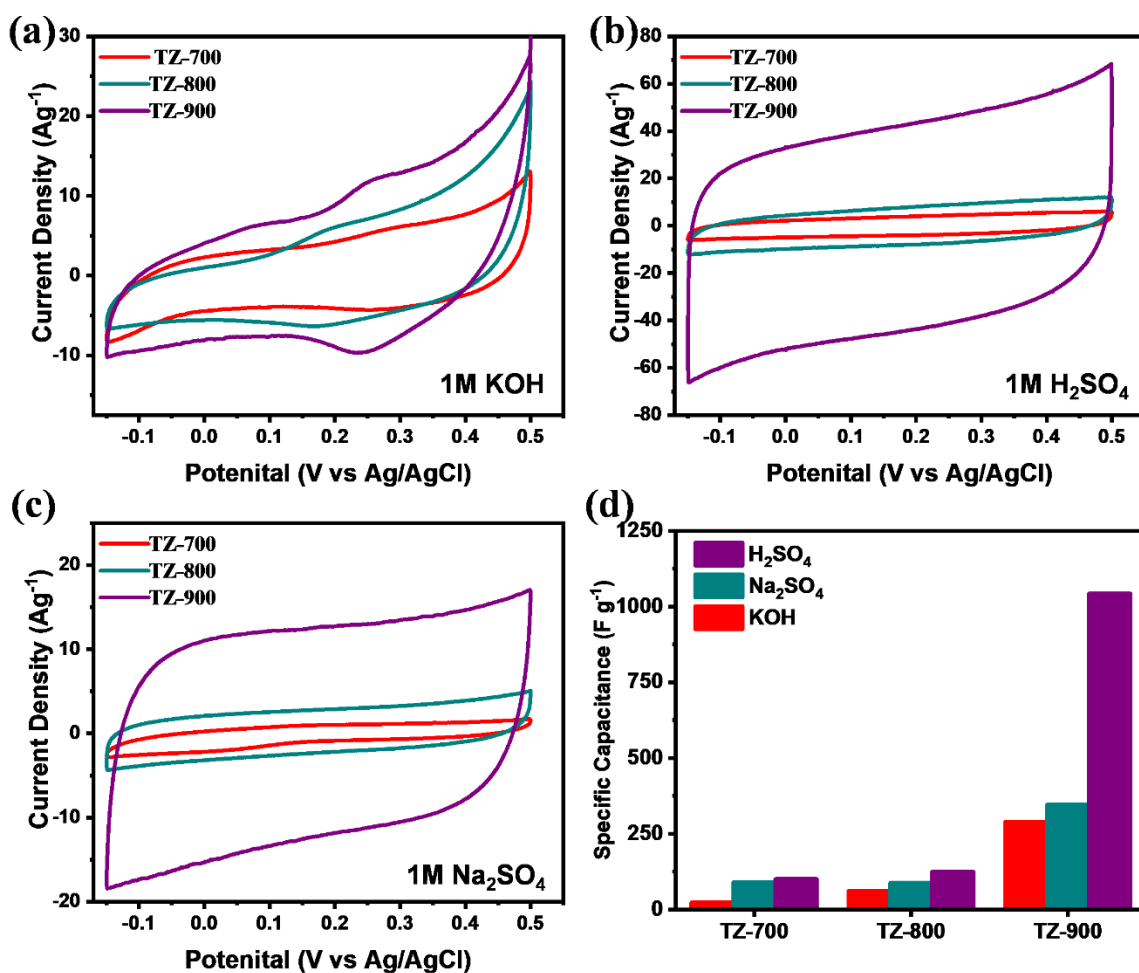 (a)
30
20
10
0
-10
TZ-700
TZ-800
TZ-900
Current Density (Ag⁻¹)
1M KOH
-0.1 0.0 0.1 0.2 0.3 0.4 0.5
Potenital (V vs Ag/AgCl)
(b)
80
60
40
20
0
-20
-40
-60
-80
TZ-700
TZ-800
TZ-900
Current Density (Ag⁻¹)
1M H₂SO₄
-0.1 0.0 0.1 0.2 0.3 0.4 0.5
Potenital (V vs Ag/AgCl)
(c)
20
10
0
-10
-20
TZ-700
TZ-800
TZ-900
Current Density (Ag⁻¹)
1M Na₂SO₄
-0.1 0.0 0.1 0.2 0.3 0.4 0.5
Potenital (V vs Ag/AgCl)
(d)
1250
1000
750
500
250
0
H₂SO₄
Na₂SO₄
KOH
Specific Capacitance (F g⁻¹)
TZ-700 TZ-800 TZ-900